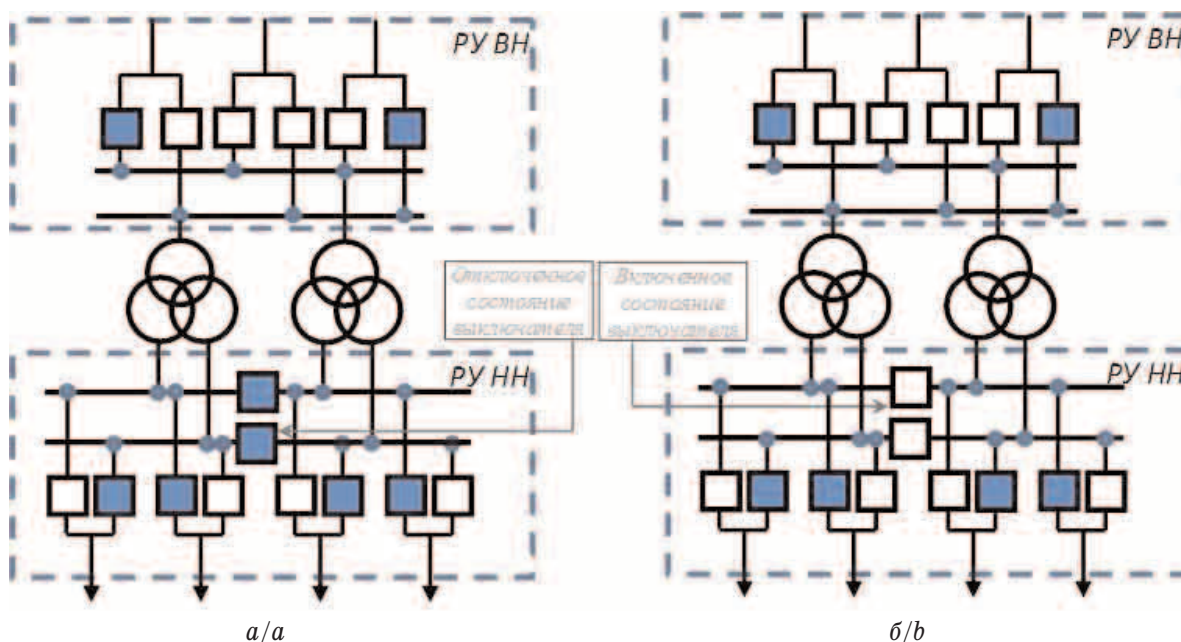 РУ ВН
РУ ВН
Отключенное
состояние
выключателя
Включенное
состояние
выключателя
РУ НН
РУ НН
а/a
б/b